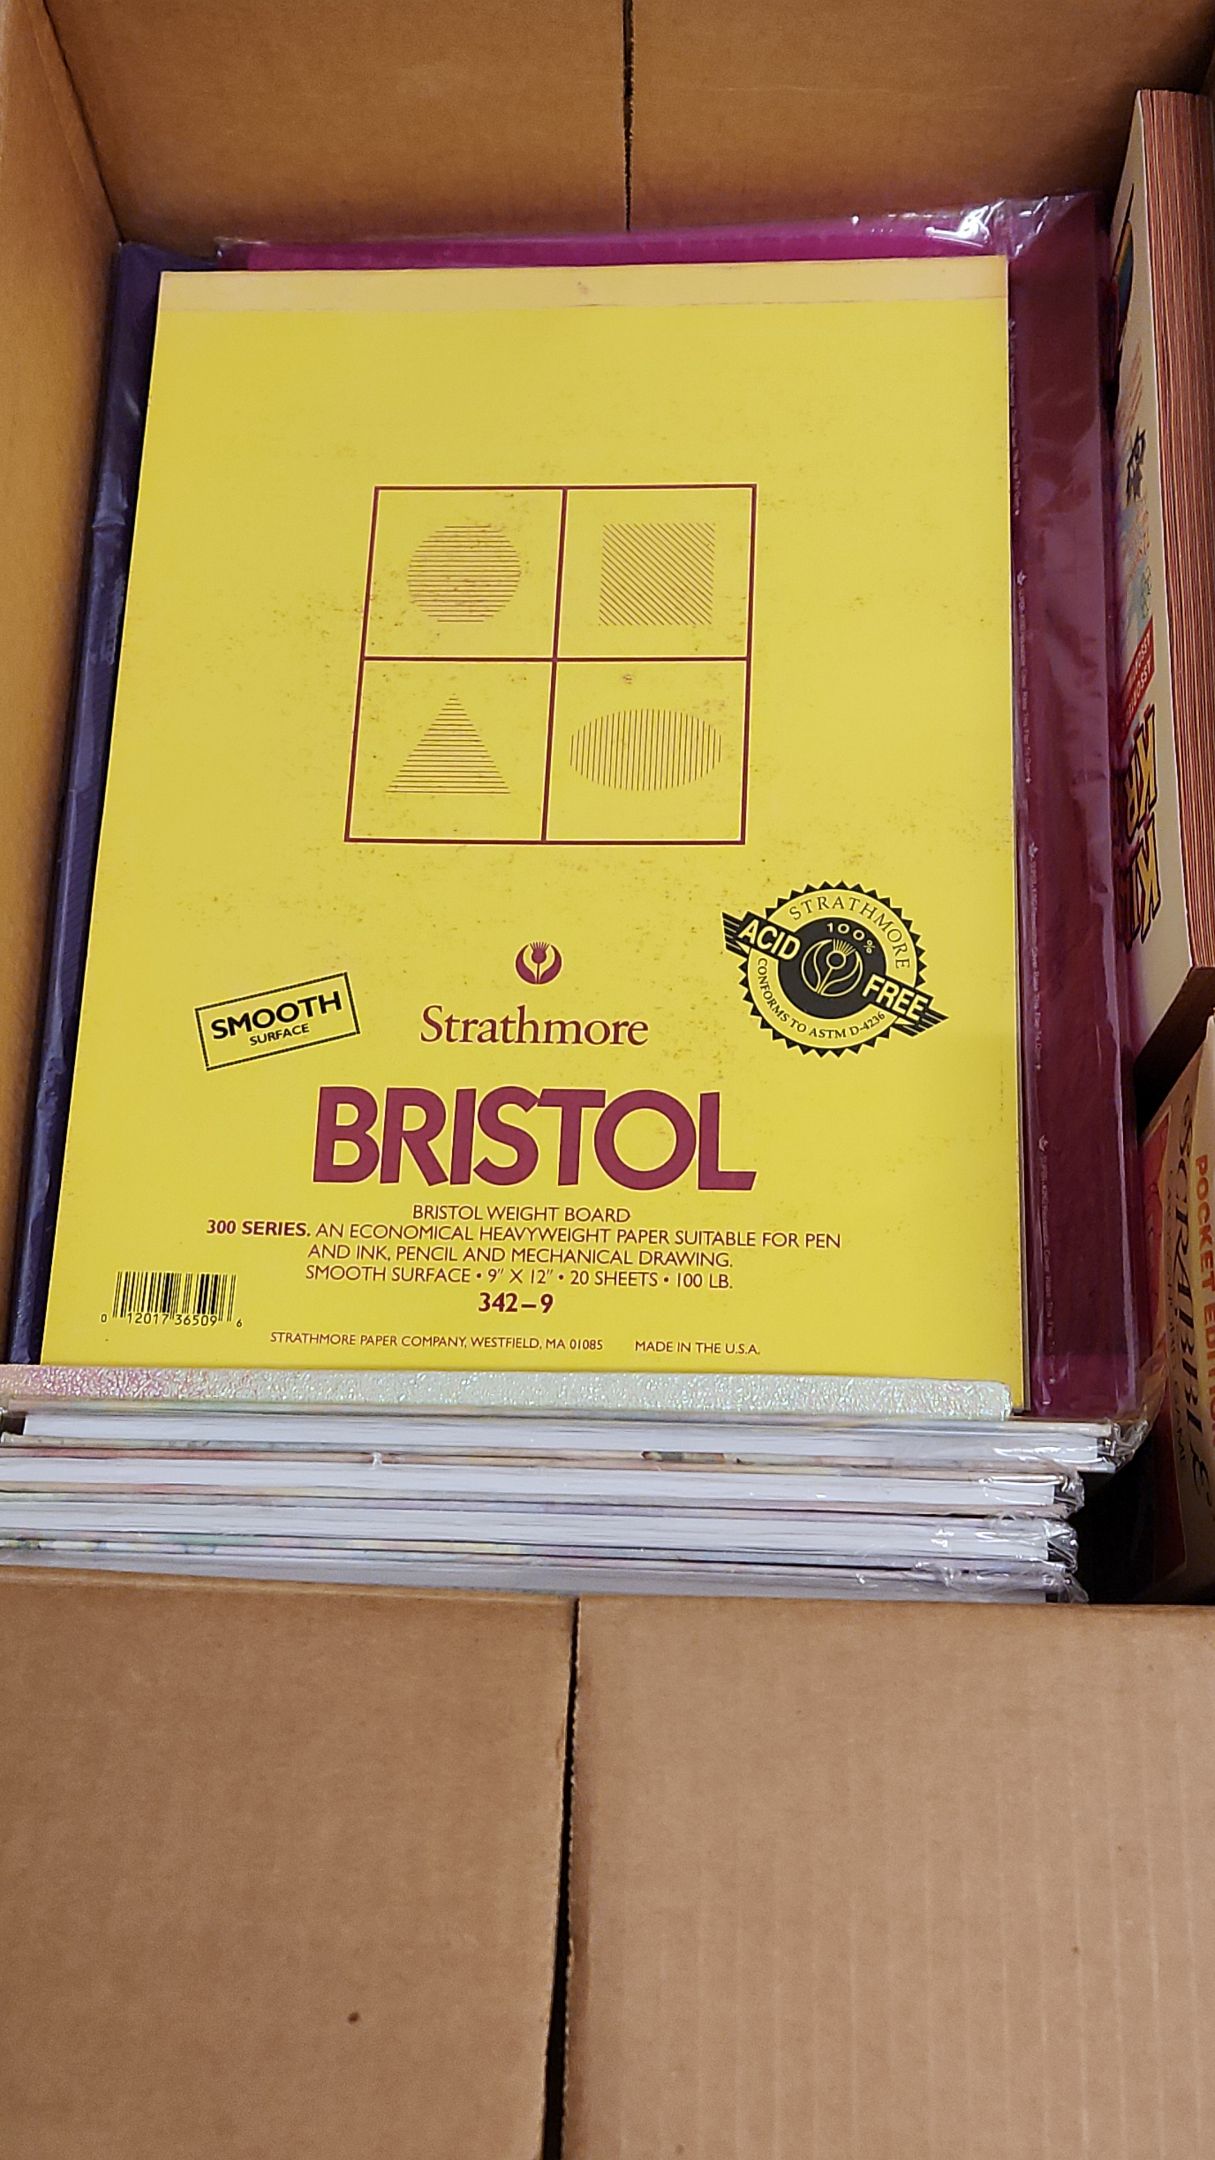 STRATHMORE
100%
ACID
FREE
CONFORMS TO ASTM D-4236
SMOOTH
SURFACE
Strathmore
BRISTOL
BRISTOL WEIGHT BOARD
300 SERIES. AN ECONOMICAL HEAVYWEIGHT PAPER SUITABLE FOR PEN
AND INK, PENCIL AND MECHANICAL DRAWING.
SMOOTH SURFACE • 9" X 12" • 20 SHEETS • 100 LB.
342-9
0 12017 36509 6
STRATHMORE PAPER COMPANY, WESTFIELD, MA 01085 MADE IN THE U.S.A.
POCKET EDITION
SCRABBLE